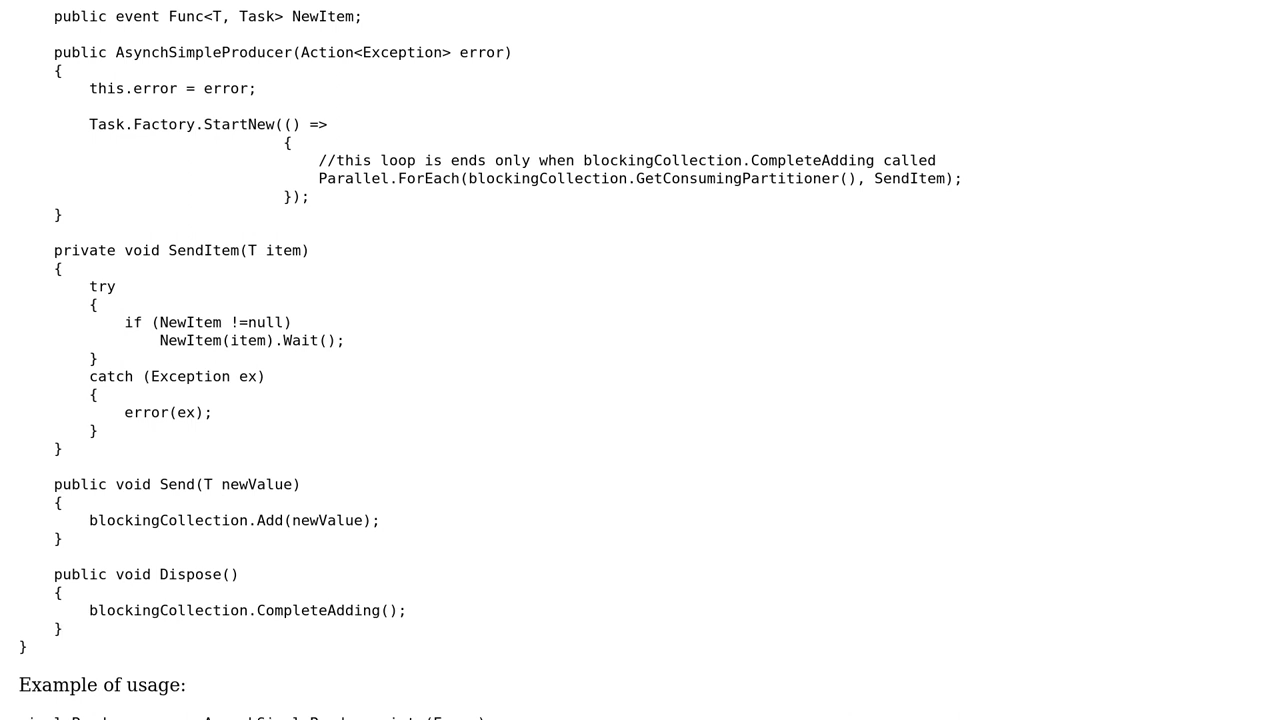 public event Func<T, Task> NewItem;
public AsynchSimpleProducer(Action<Exception> error)
{
this.error = error;
Task.Factory.StartNew(() =>
{
//this loop is ends only when blockingCollection.CompleteAdding called
Parallel.ForEach(blockingCollection.GetConsumingPartitioner(), SendItem);
});
}
private void SendItem(T item)
{
try
{
if (NewItem !=null)
NewItem(item).Wait();
}
catch (Exception ex)
{
error(ex);
}
}
public void Send(T newValue)
{
blockingCollection.Add(newValue);
}
public void Dispose()
{
blockingCollection.CompleteAdding();
}
}
Example of usage: